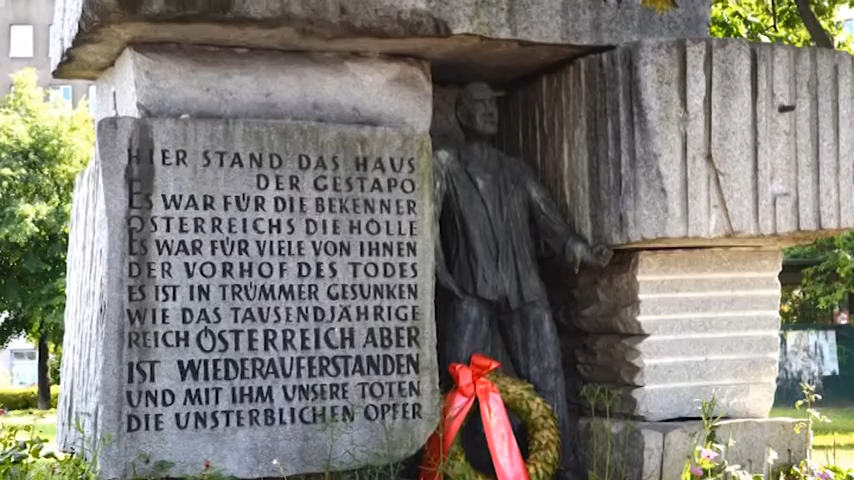 HIER STAND DAS HAUS
DER GESTAPO
ES WAR FÜR DIE BEKENNER
ÖSTERREICHS DIE HÖLLE
ES WAR FÜR VIELE VON IHNEN
DER VORHOF DES TODES
ES IST IN TRÜMMER GESUNKEN
WIE DAS TAUSENDJÄHRIGE
REICH ÖSTERREICH ABER
IST WIEDERAUFERSTANDEN
UND MIT IHM UNSERE TOTEN
DIE UNSTERBLICHEN OPFER